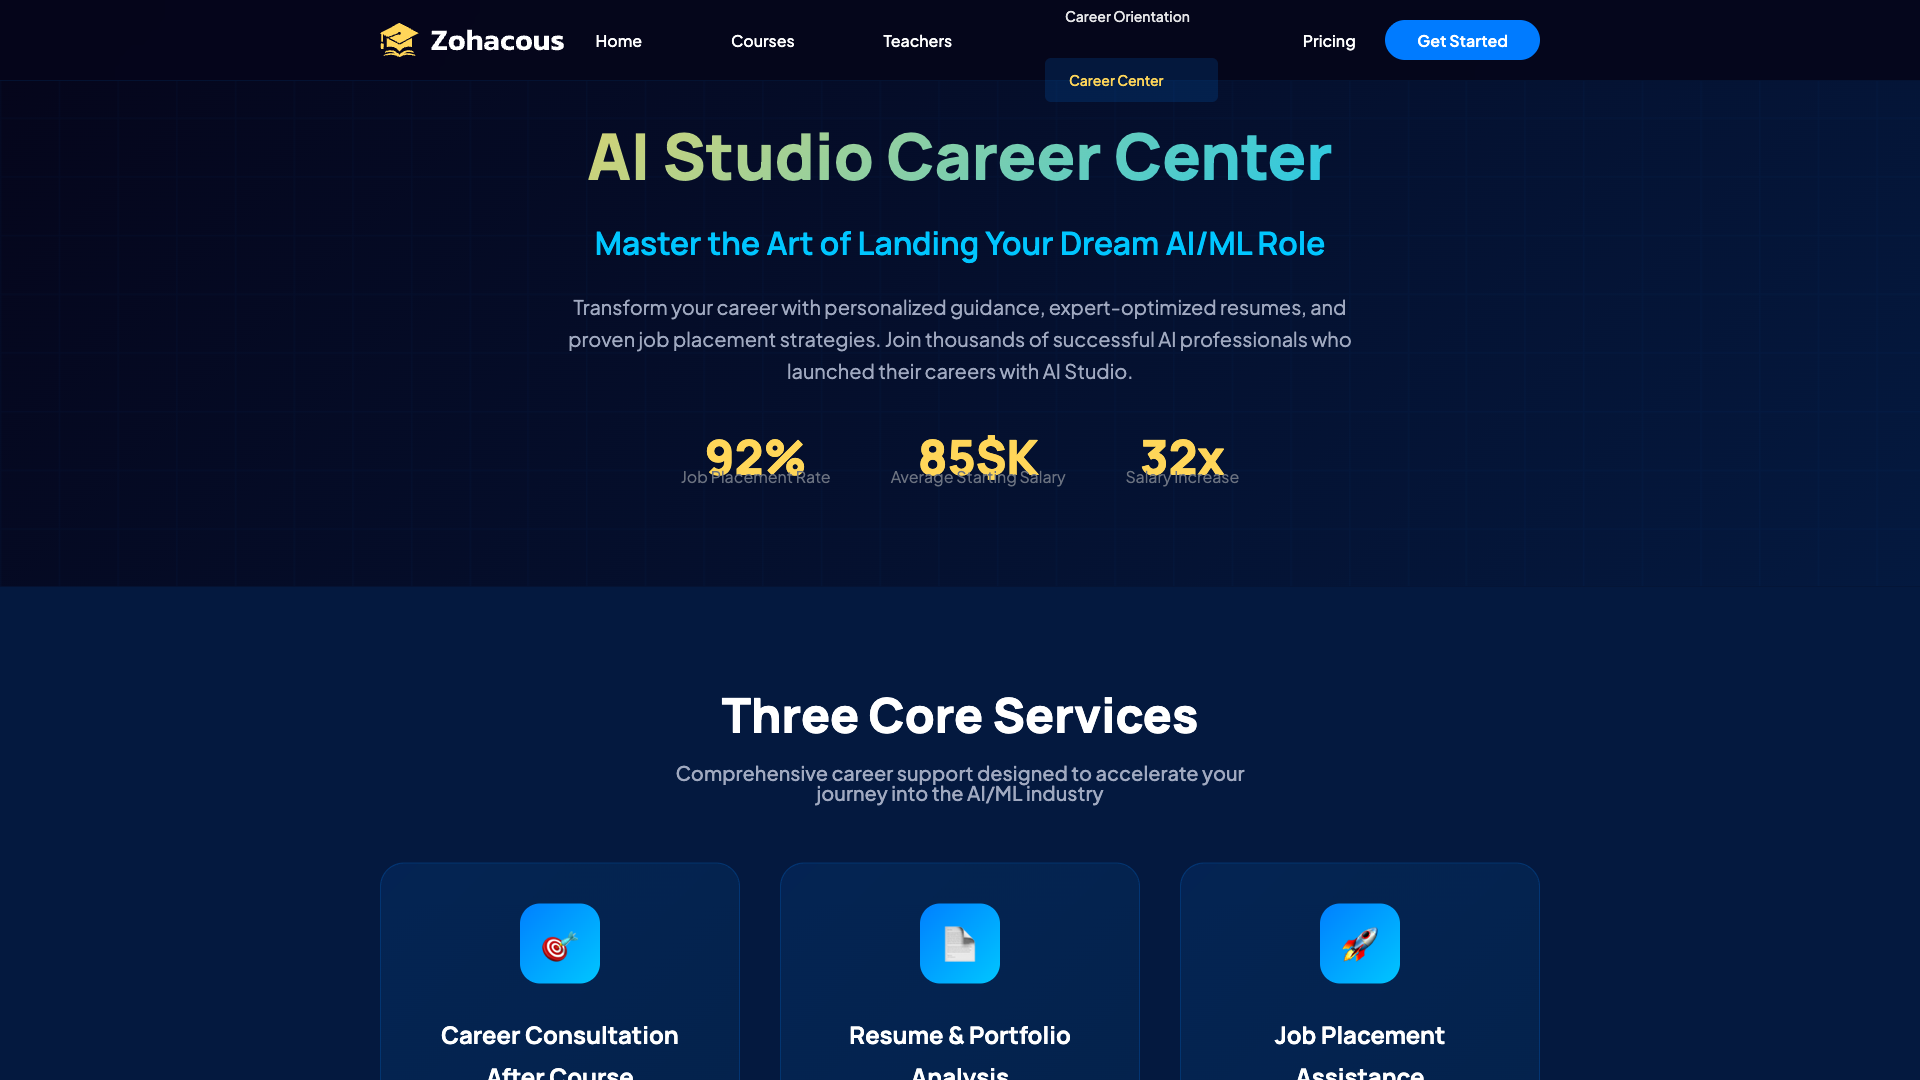 Zohacous
Home
Courses
Teachers
Career Orientation
Career Center
Pricing
Get Started
AI Studio Career Center
Master the Art of Landing Your Dream AI/ML Role
Transform your career with personalized guidance, expert-optimized resumes, and
proven job placement strategies. Join thousands of successful AI professionals who
launched their careers with AI Studio.
92%
Job Placement Rate
85$K
Average Starting Salary
32x
Salary Increase
Three Core Services
Comprehensive career support designed to accelerate your
journey into the AI/ML industry
Career Consultation
After Course
Resume & Portfolio
Analysis
Job Placement
Assistance